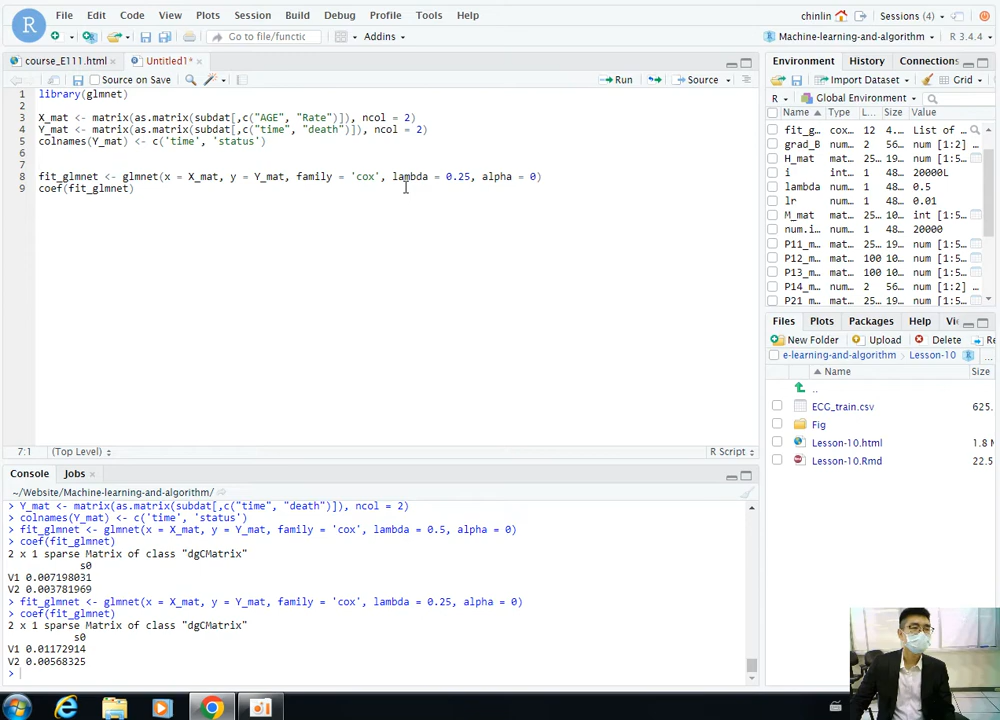 File Edit Code View Plots Session Build Debug Profile Tools Help
chinlin Sessions (4)
Go to file/functic Addins
Machine-learning-and-algorithm R 3.4.4
course_E111.html × Untitled1* ×
Source on Save Run Source
1 library(glmnet)
2
3 X_mat <- matrix(as.matrix(subdat[,c("AGE", "Rate")]), ncol = 2)
4 Y_mat <- matrix(as.matrix(subdat[,c("time", "death")]), ncol = 2)
5 colnames(Y_mat) <- c('time', 'status')
6
7
8 fit_glmnet <- glmnet(x = X_mat, y = Y_mat, family = 'cox', lambda = 0.25, alpha = 0)
9 coef(fit_glmnet)
7:1 (Top Level) R Script
Console Jobs ×
~/Website/Machine-learning-and-algorithm/
> Y_mat <- matrix(as.matrix(subdat[,c("time", "death")]), ncol = 2)
> colnames(Y_mat) <- c('time', 'status')
> fit_glmnet <- glmnet(x = X_mat, y = Y_mat, family = 'cox', lambda = 0.5, alpha = 0)
> coef(fit_glmnet)
2 x 1 sparse Matrix of class "dgCMatrix"
s0
V1 0.007198031
V2 0.003781969
> fit_glmnet <- glmnet(x = X_mat, y = Y_mat, family = 'cox', lambda = 0.25, alpha = 0)
> coef(fit_glmnet)
2 x 1 sparse Matrix of class "dgCMatrix"
s0
V1 0.01172914
V2 0.00568325
>
Environment History Connections
Import Dataset Grid
R Global Environment
Name Type L… Size Value
fit_g… cox… 12 4.… List of …
grad_B num… 2 56… num [1:2] …
H_mat mat… 25… 19… num [1:5…
i int… 1 48… 20000L
lambda num… 1 48… 0.5
lr num… 1 48… 0.01
M_mat mat… 25… 10… int [1:5…
num.i… num… 1 48… 20000
P11_m… mat… 25… 19… num [1:5…
P12_m… mat… 100 10… num [1:5…
P13_m… mat… 100 10… num [1:5…
P14_m… num… 2 56… num [1:2] …
P21 m… mat… 25… 19… num [1:5…
Files Plots Packages Help Vi
New Folder Upload Delete Re
e-learning-and-algorithm Lesson-10 R …
Name Size
..
ECG_train.csv 625.
Fig
Lesson-10.html 1.8 M
Lesson-10.Rmd 22.5